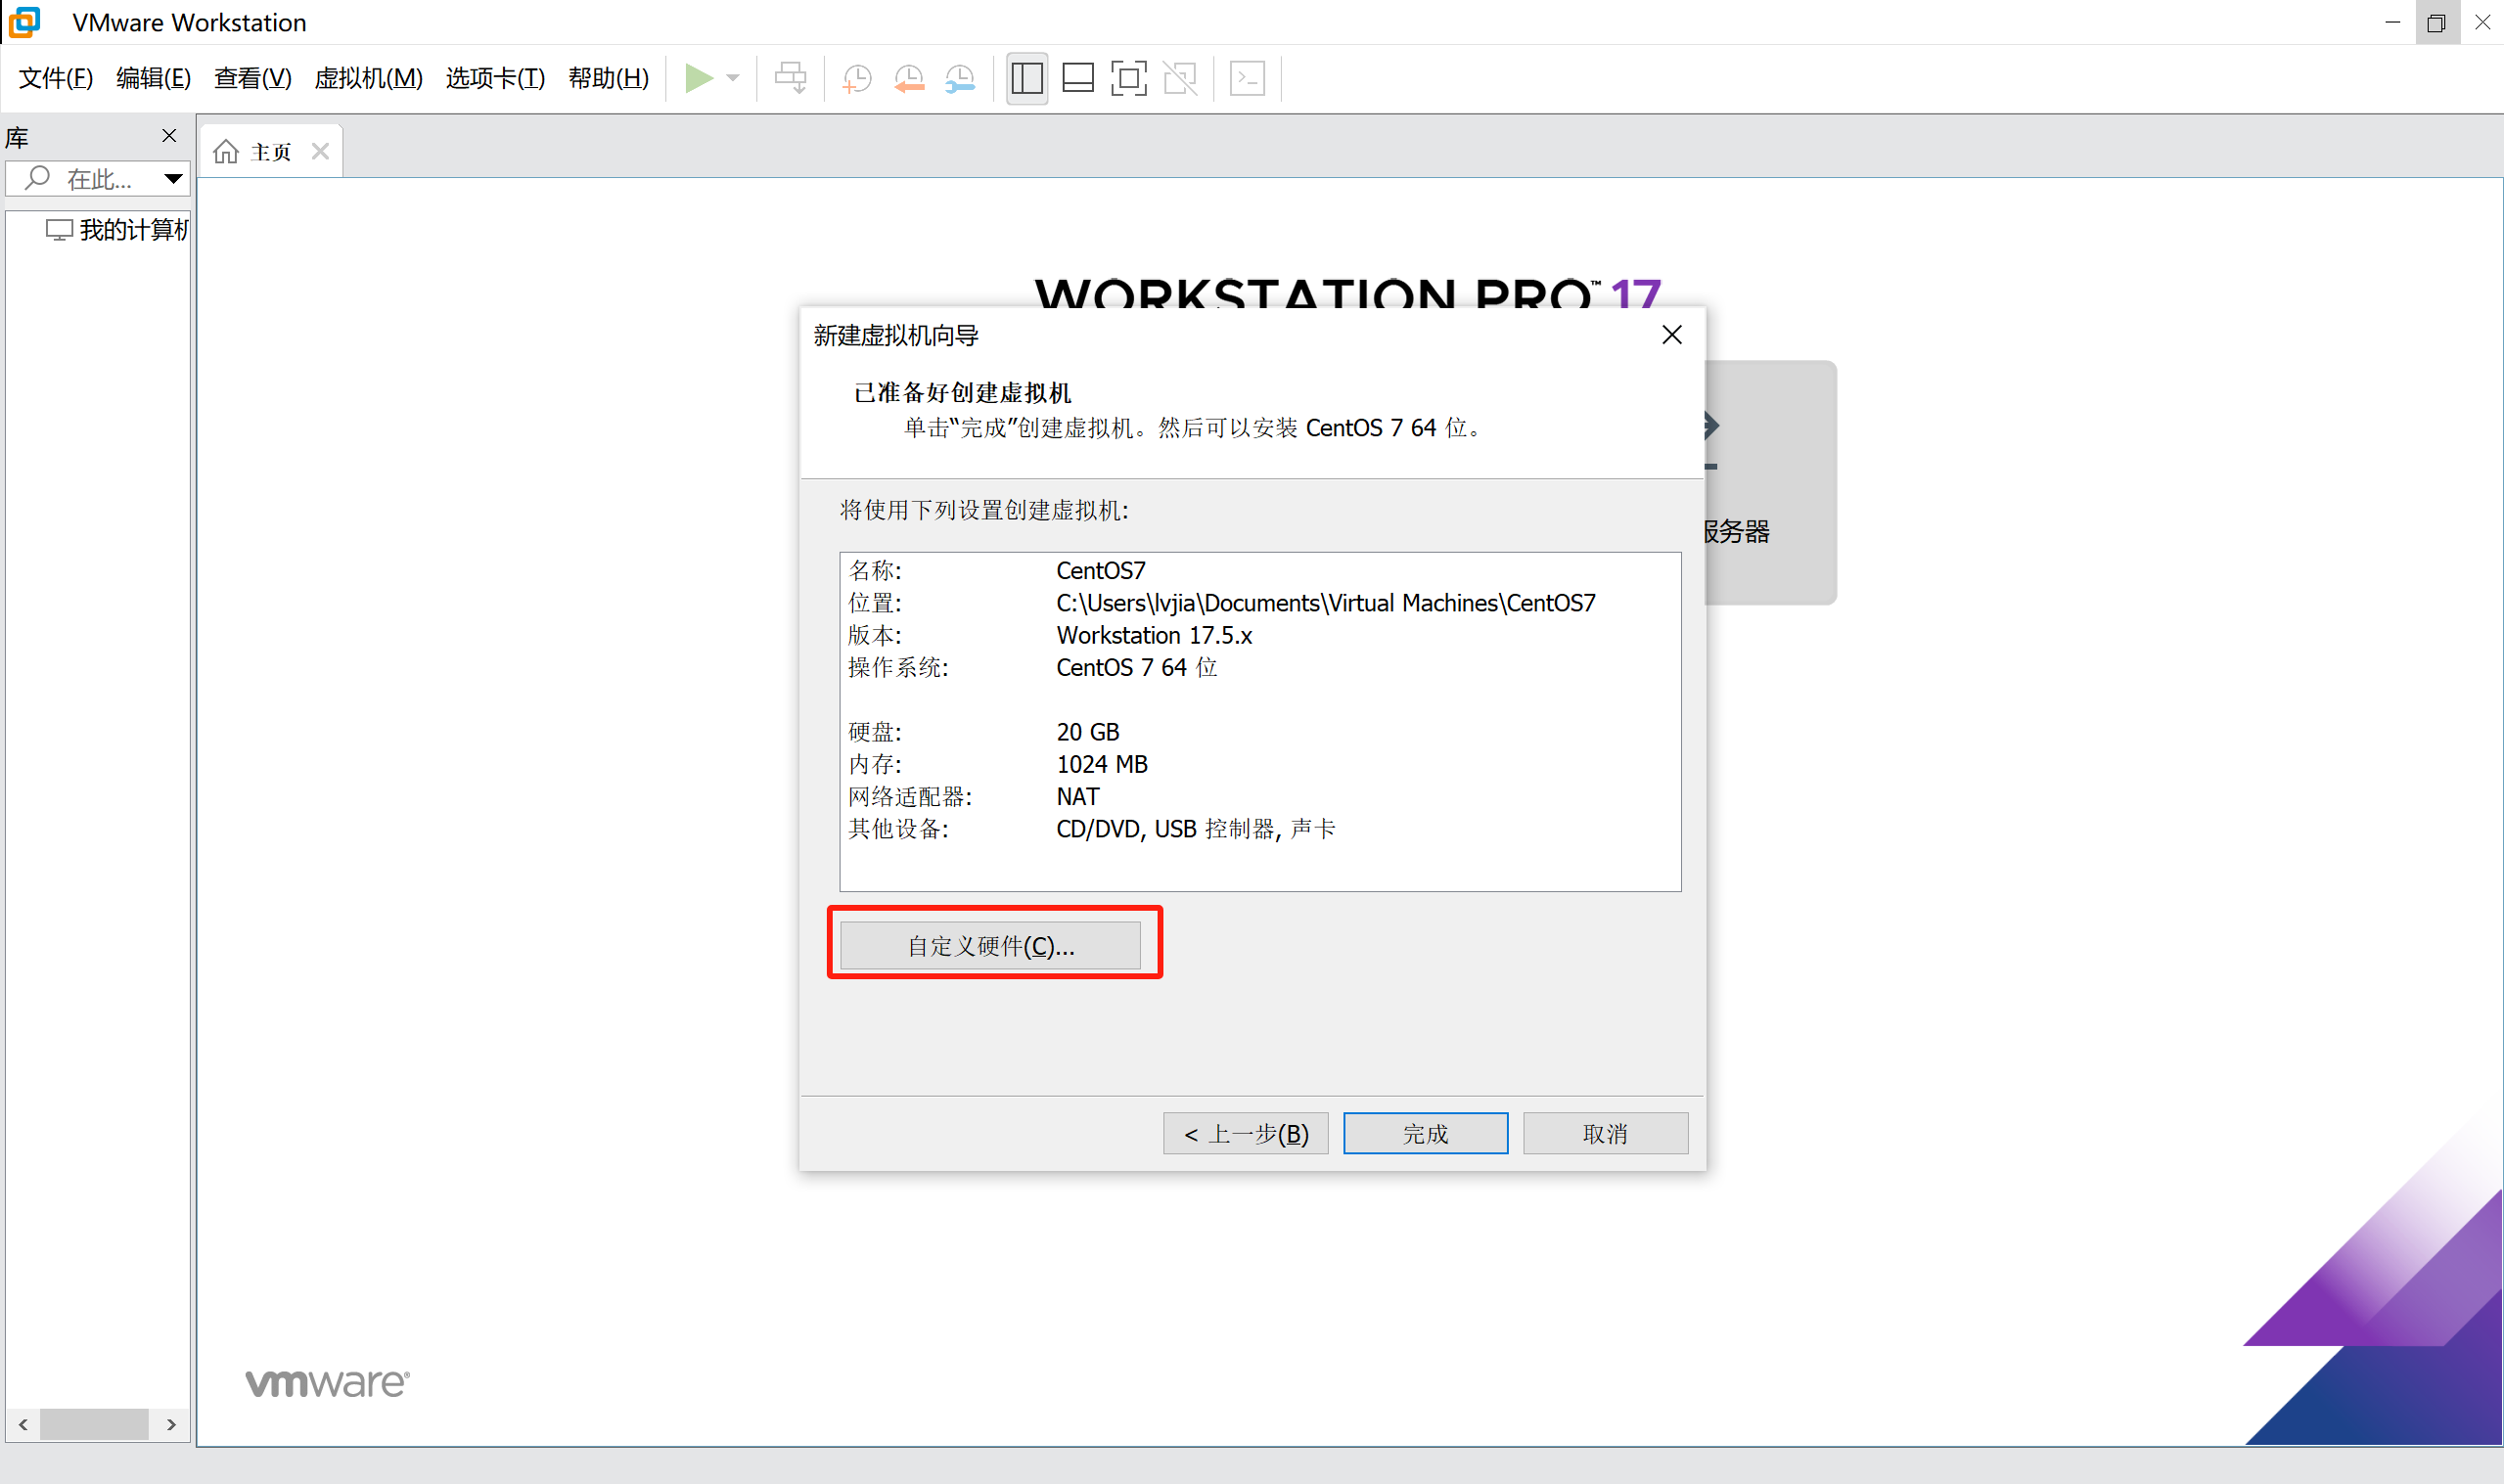 VMware Workstation
文件(F) 编辑(E) 查看(V) 虚拟机(M) 选项卡(T) 帮助(H)
库
在此...
主页
我的计算机
WORKSTATION PRO™ 17
新建虚拟机向导
已准备好创建虚拟机
单击“完成”创建虚拟机。然后可以安装 CentOS 7 64 位。
服务器
将使用下列设置创建虚拟机:
名称: CentOS7
位置: C:\Users\lvjia\Documents\Virtual Machines\CentOS7
版本: Workstation 17.5.x
操作系统: CentOS 7 64 位
硬盘: 20 GB
内存: 1024 MB
网络适配器: NAT
其他设备: CD/DVD, USB 控制器, 声卡
自定义硬件(C)...
< 上一步(B) 完成 取消
vmware®